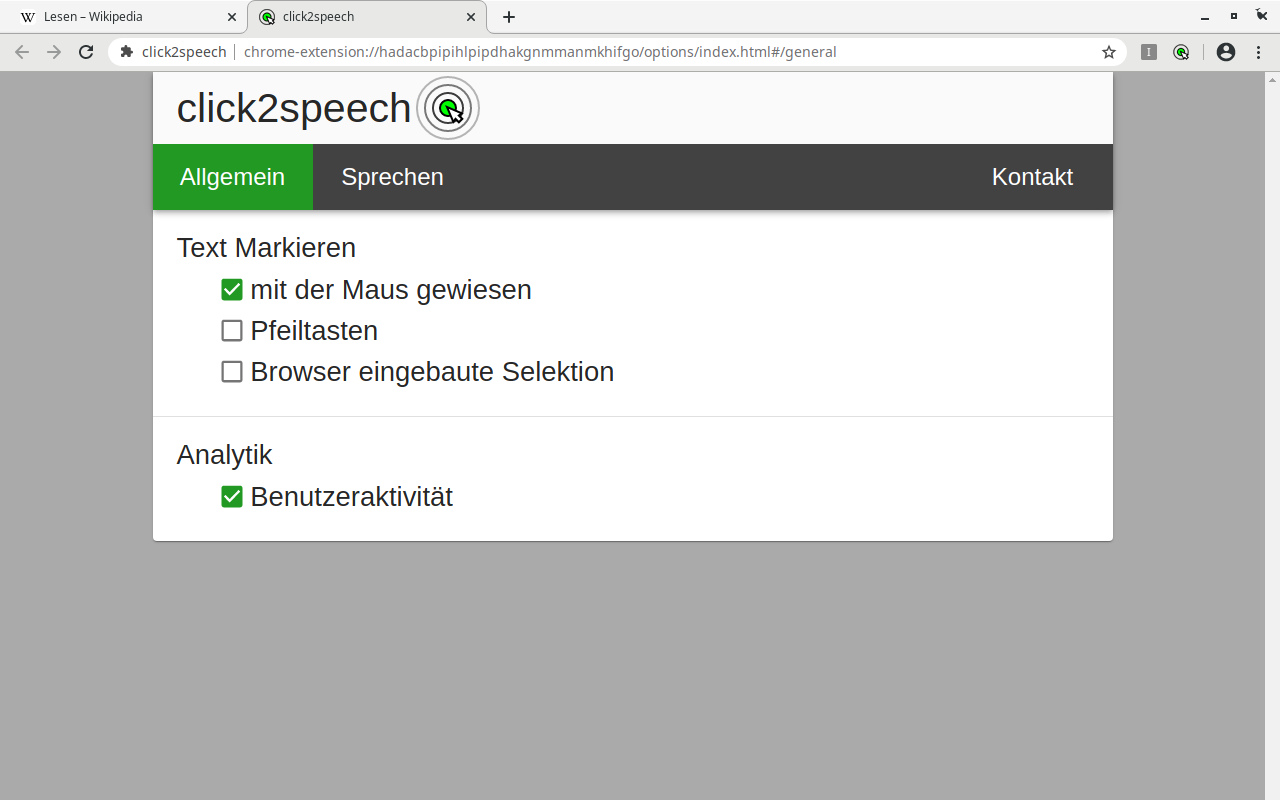 Lesen – Wikipedia
click2speech
click2speech
chrome-extension://hadacbpipihlpipdhakgnmmanmkhifgo/options/index.html#/general
click2speech
Allgemein
Sprechen
Kontakt
Text Markieren
mit der Maus gewiesen
Pfeiltasten
Browser eingebaute Selektion
Analytik
Benutzeraktivität